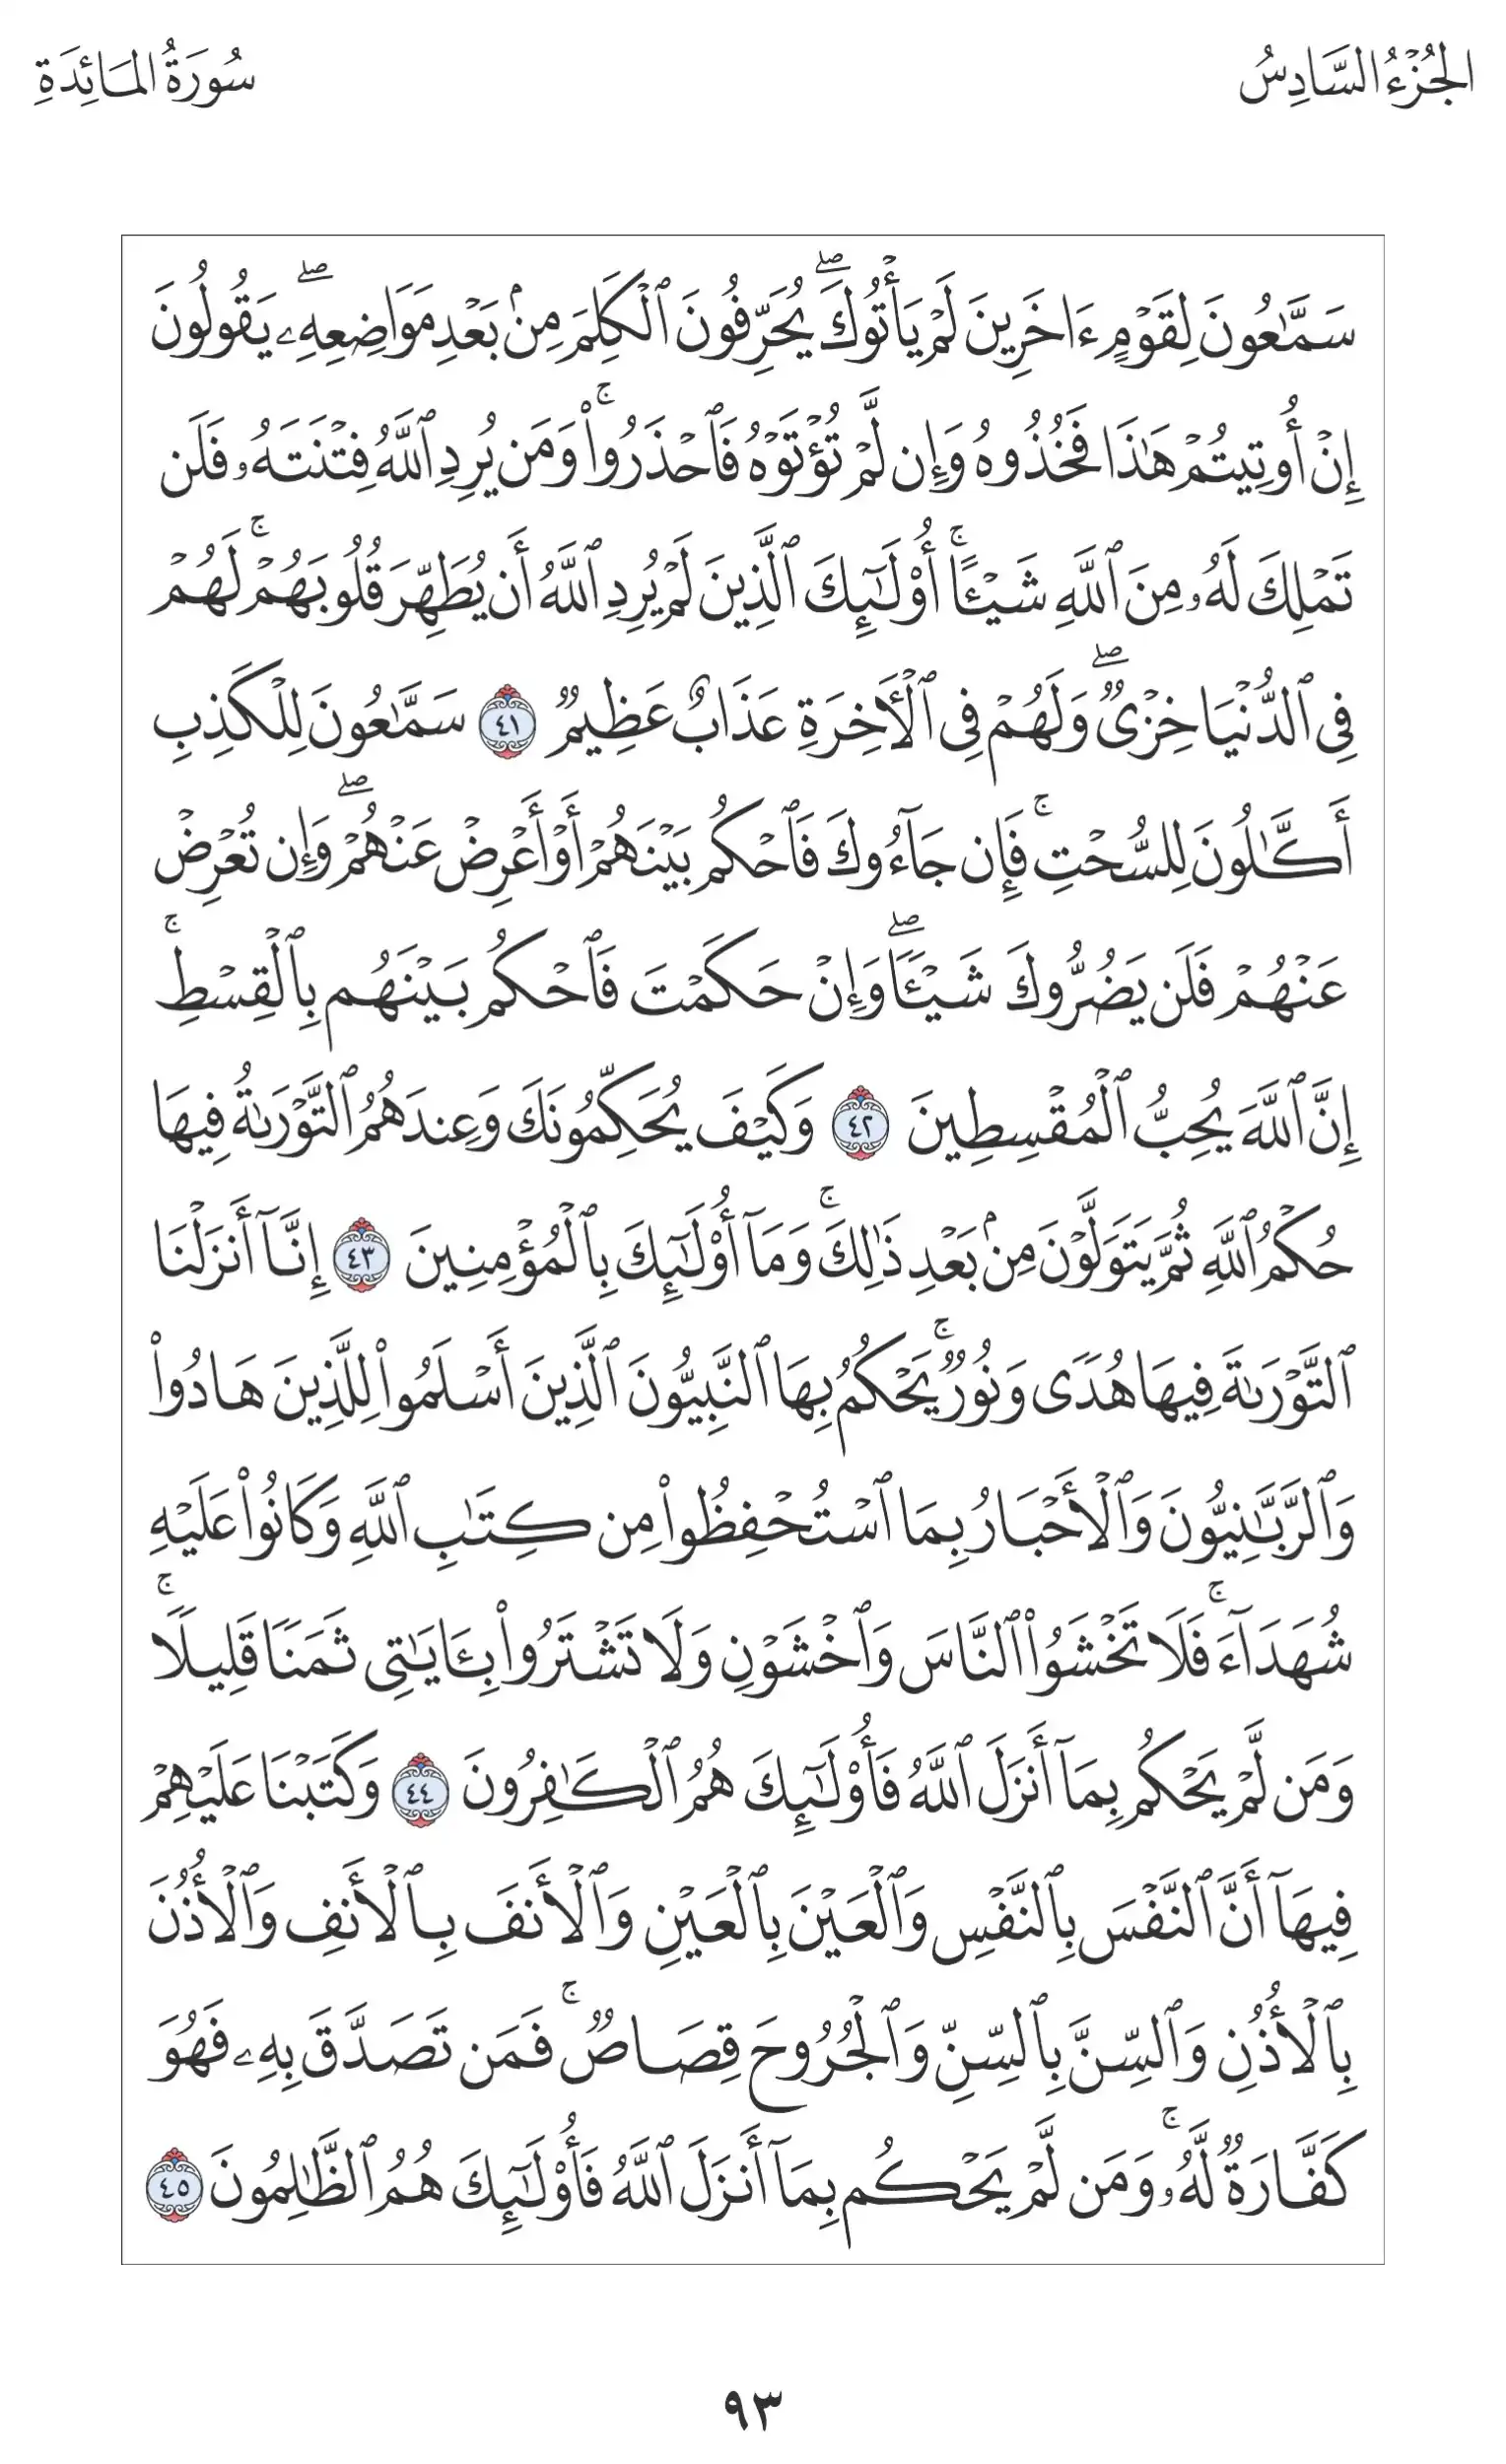 الجُزْءُ السَّادِسُ
سُورَةُ المَائِدَةِ
سَمَّٰعُونَ لِقَوْمٍ ءَاخَرِينَ لَمْ يَأْتُوكَۖ يُحَرِّفُونَ ٱلْكَلِمَ مِنۢ بَعْدِ مَوَاضِعِهِۦۖ يَقُولُونَ
إِنْ أُوتِيتُمْ هَٰذَا فَخُذُوهُ وَإِن لَّمْ تُؤْتَوْهُ فَٱحْذَرُوا۟ۚ وَمَن يُرِدِ ٱللَّهُ فِتْنَتَهُۥ فَلَن
تَمْلِكَ لَهُۥ مِنَ ٱللَّهِ شَيْـًٔاۚ أُو۟لَٰٓئِكَ ٱلَّذِينَ لَمْ يُرِدِ ٱللَّهُ أَن يُطَهِّرَ قُلُوبَهُمْۚ لَهُمْ
فِى ٱلدُّنْيَا خِزْىٌۖ وَلَهُمْ فِى ٱلْـَٔاخِرَةِ عَذَابٌ عَظِيمٌ ٤١ سَمَّٰعُونَ لِلْكَذِبِ
أَكَّٰلُونَ لِلسُّحْتِۚ فَإِن جَآءُوكَ فَٱحْكُم بَيْنَهُمْ أَوْ أَعْرِضْ عَنْهُمْۖ وَإِن تُعْرِضْ
عَنْهُمْ فَلَن يَضُرُّوكَ شَيْـًٔاۖ وَإِنْ حَكَمْتَ فَٱحْكُم بَيْنَهُم بِٱلْقِسْطِۚ
إِنَّ ٱللَّهَ يُحِبُّ ٱلْمُقْسِطِينَ ٤٢ وَكَيْفَ يُحَكِّمُونَكَ وَعِندَهُمُ ٱلتَّوْرَىٰةُ فِيهَا
حُكْمُ ٱللَّهِ ثُمَّ يَتَوَلَّوْنَ مِنۢ بَعْدِ ذَٰلِكَۚ وَمَآ أُو۟لَٰٓئِكَ بِٱلْمُؤْمِنِينَ ٤٣ إِنَّآ أَنزَلْنَا
ٱلتَّوْرَىٰةَ فِيهَا هُدًى وَنُورٌۚ يَحْكُمُ بِهَا ٱلنَّبِيُّونَ ٱلَّذِينَ أَسْلَمُوا۟ لِلَّذِينَ هَادُوا۟
وَٱلرَّبَّٰنِيُّونَ وَٱلْأَحْبَارُ بِمَا ٱسْتُحْفِظُوا۟ مِن كِتَٰبِ ٱللَّهِ وَكَانُوا۟ عَلَيْهِ
شُهَدَآءَۚ فَلَا تَخْشَوُا۟ ٱلنَّاسَ وَٱخْشَوْنِ وَلَا تَشْتَرُوا۟ بِـَٔايَٰتِى ثَمَنًا قَلِيلًاۚ
وَمَن لَّمْ يَحْكُم بِمَآ أَنزَلَ ٱللَّهُ فَأُو۟لَٰٓئِكَ هُمُ ٱلْكَٰفِرُونَ ٤٤ وَكَتَبْنَا عَلَيْهِمْ
فِيهَآ أَنَّ ٱلنَّفْسَ بِٱلنَّفْسِ وَٱلْعَيْنَ بِٱلْعَيْنِ وَٱلْأَنفَ بِٱلْأَنفِ وَٱلْأُذُنَ
بِٱلْأُذُنِ وَٱلسِّنَّ بِٱلسِّنِّ وَٱلْجُرُوحَ قِصَاصٌۚ فَمَن تَصَدَّقَ بِهِۦ فَهُوَ
كَفَّارَةٌ لَّهُۥۚ وَمَن لَّمْ يَحْكُم بِمَآ أَنزَلَ ٱللَّهُ فَأُو۟لَٰٓئِكَ هُمُ ٱلظَّٰلِمُونَ ٤٥
٩٣